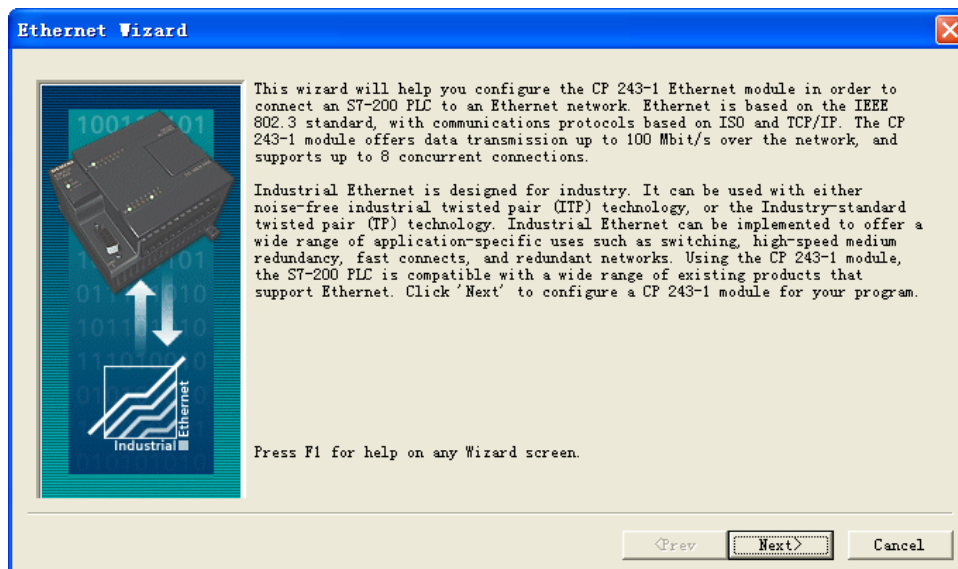 Ethernet Wizard
This wizard will help you configure the CP 243-1 Ethernet module in order to
connect an S7-200 PLC to an Ethernet network. Ethernet is based on the IEEE
802.3 standard, with communications protocols based on ISO and TCP/IP. The CP
243-1 module offers data transmission up to 100 Mbit/s over the network, and
supports up to 8 concurrent connections.
Industrial Ethernet is designed for industry. It can be used with either
noise-free industrial twisted pair (ITP) technology, or the Industry-standard
twisted pair (TP) technology. Industrial Ethernet can be implemented to offer a
wide range of application-specific uses such as switching, high-speed medium
redundancy, fast connects, and redundant networks. Using the CP 243-1 module,
the S7-200 PLC is compatible with a wide range of existing products that
support Ethernet. Click 'Next' to configure a CP 243-1 module for your program.
Industrial
Ethernet
Press F1 for help on any Wizard screen.
<Prev
Next>
Cancel